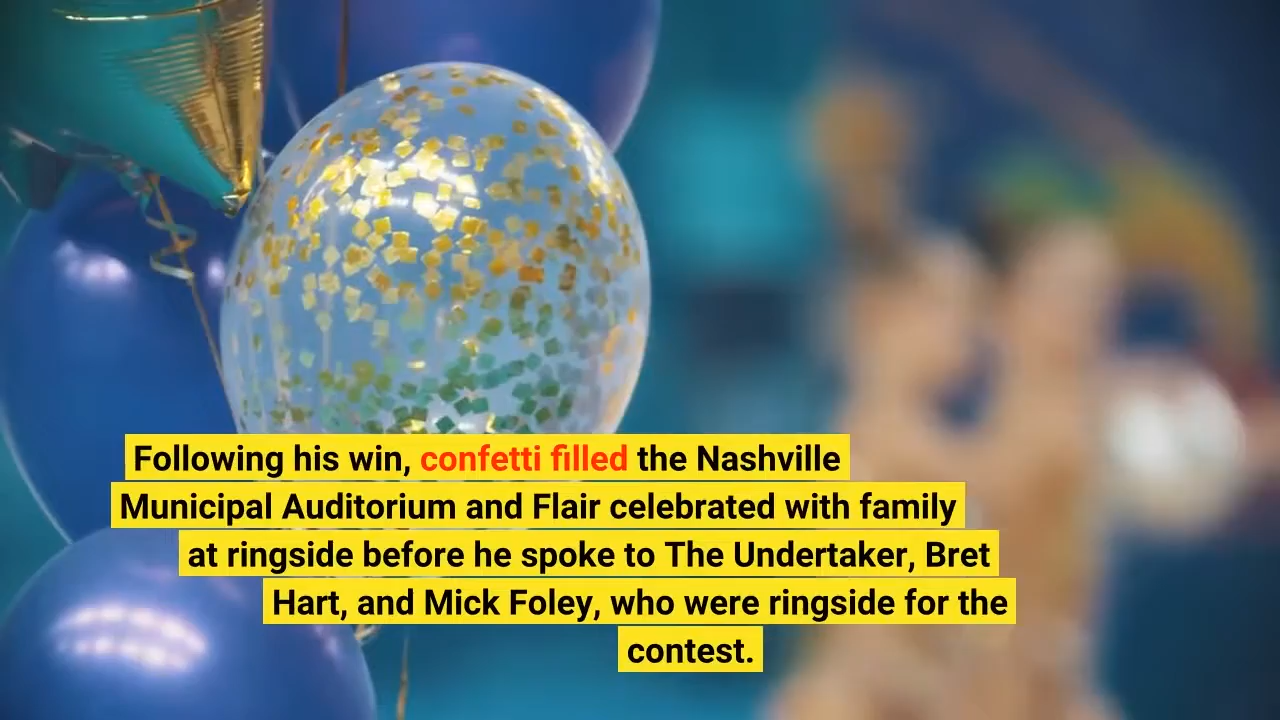 Following his win, confetti filled the Nashville
Municipal Auditorium and Flair celebrated with family
at ringside before he spoke to The Undertaker, Bret
Hart, and Mick Foley, who were ringside for the
contest.